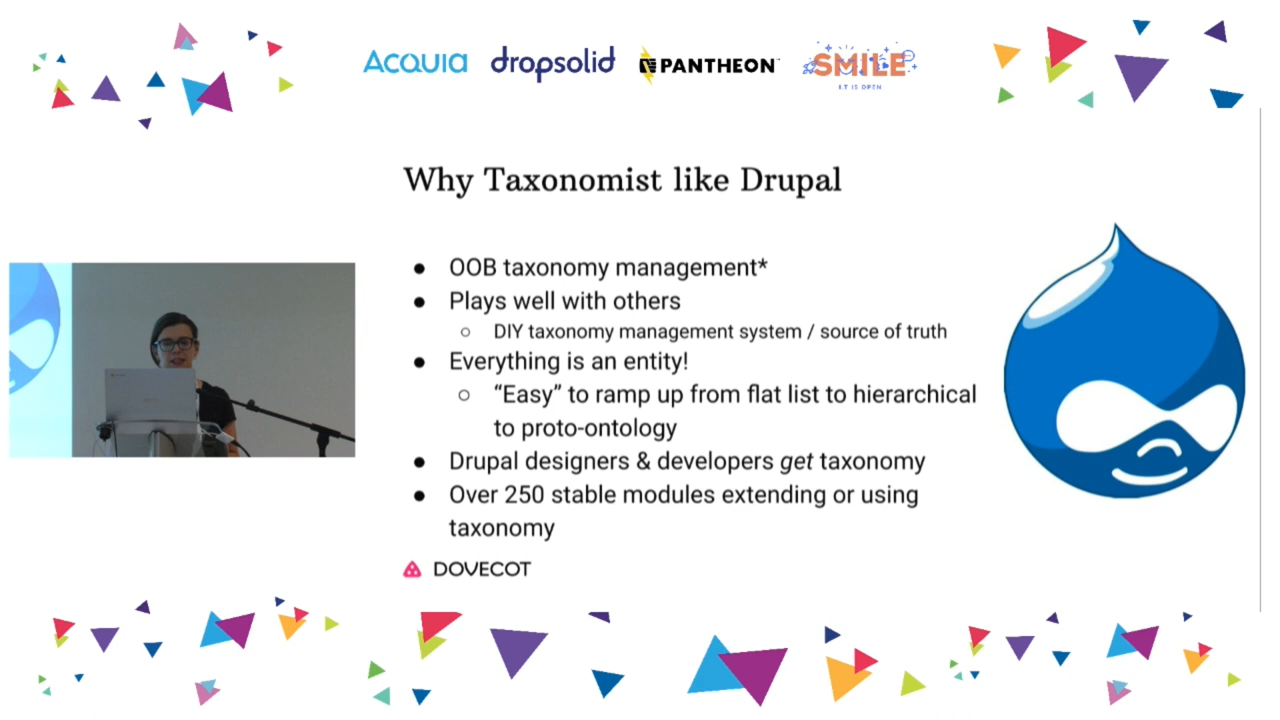 ACQUIA dropsolid PANTHEON SMILE
I.T IS OPEN
Why Taxonomist like Drupal
● OOB taxonomy management*
● Plays well with others
○ DIY taxonomy management system / source of truth
● Everything is an entity!
○ “Easy” to ramp up from flat list to hierarchical
to proto-ontology
● Drupal designers & developers get taxonomy
● Over 250 stable modules extending or using
taxonomy
DOVECOT